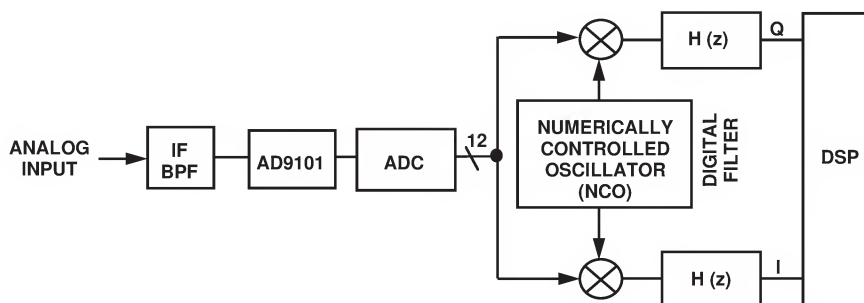 ANALOG
INPUT
IF
BPF
AD9101
ADC
12
H (z)
Q
NUMERICALLY
CONTROLLED
OSCILLATOR
(NCO)
DIGITAL
FILTER
DSP
H (z)
I